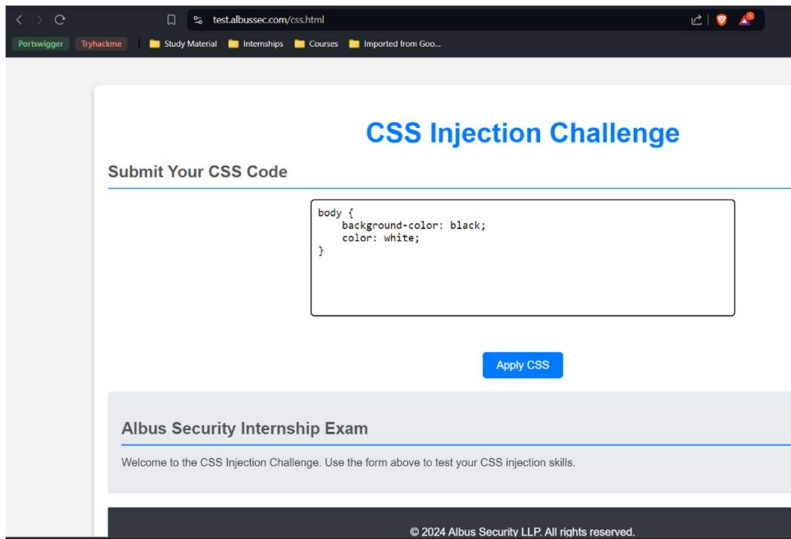 test.albussec.com/css.html
Portswigger Tryhackme Study Material Internships Courses Imported from Goo...
CSS Injection Challenge
Submit Your CSS Code
body {
    background-color: black;
    color: white;
}
Apply CSS
Albus Security Internship Exam
Welcome to the CSS Injection Challenge. Use the form above to test your CSS injection skills.
© 2024 Albus Security LLP. All rights reserved.